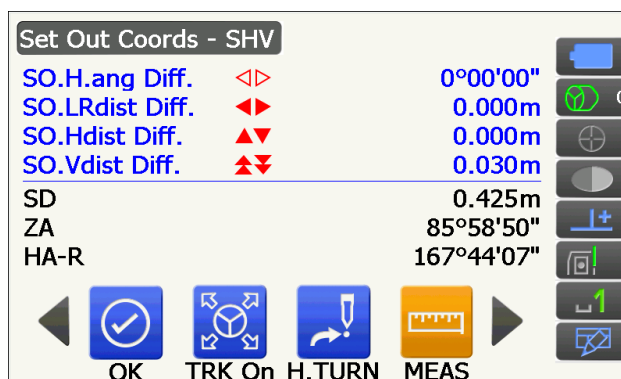 Set Out Coords - SHV
SO.H.ang Diff. 0°00'00"
SO.LRdist Diff. 0.000m
SO.Hdist Diff. 0.000m
SO.Vdist Diff. 0.030m
SD 0.425m
ZA 85°58'50"
HA-R 167°44'07"
1
OK TRK On H.TURN MEAS